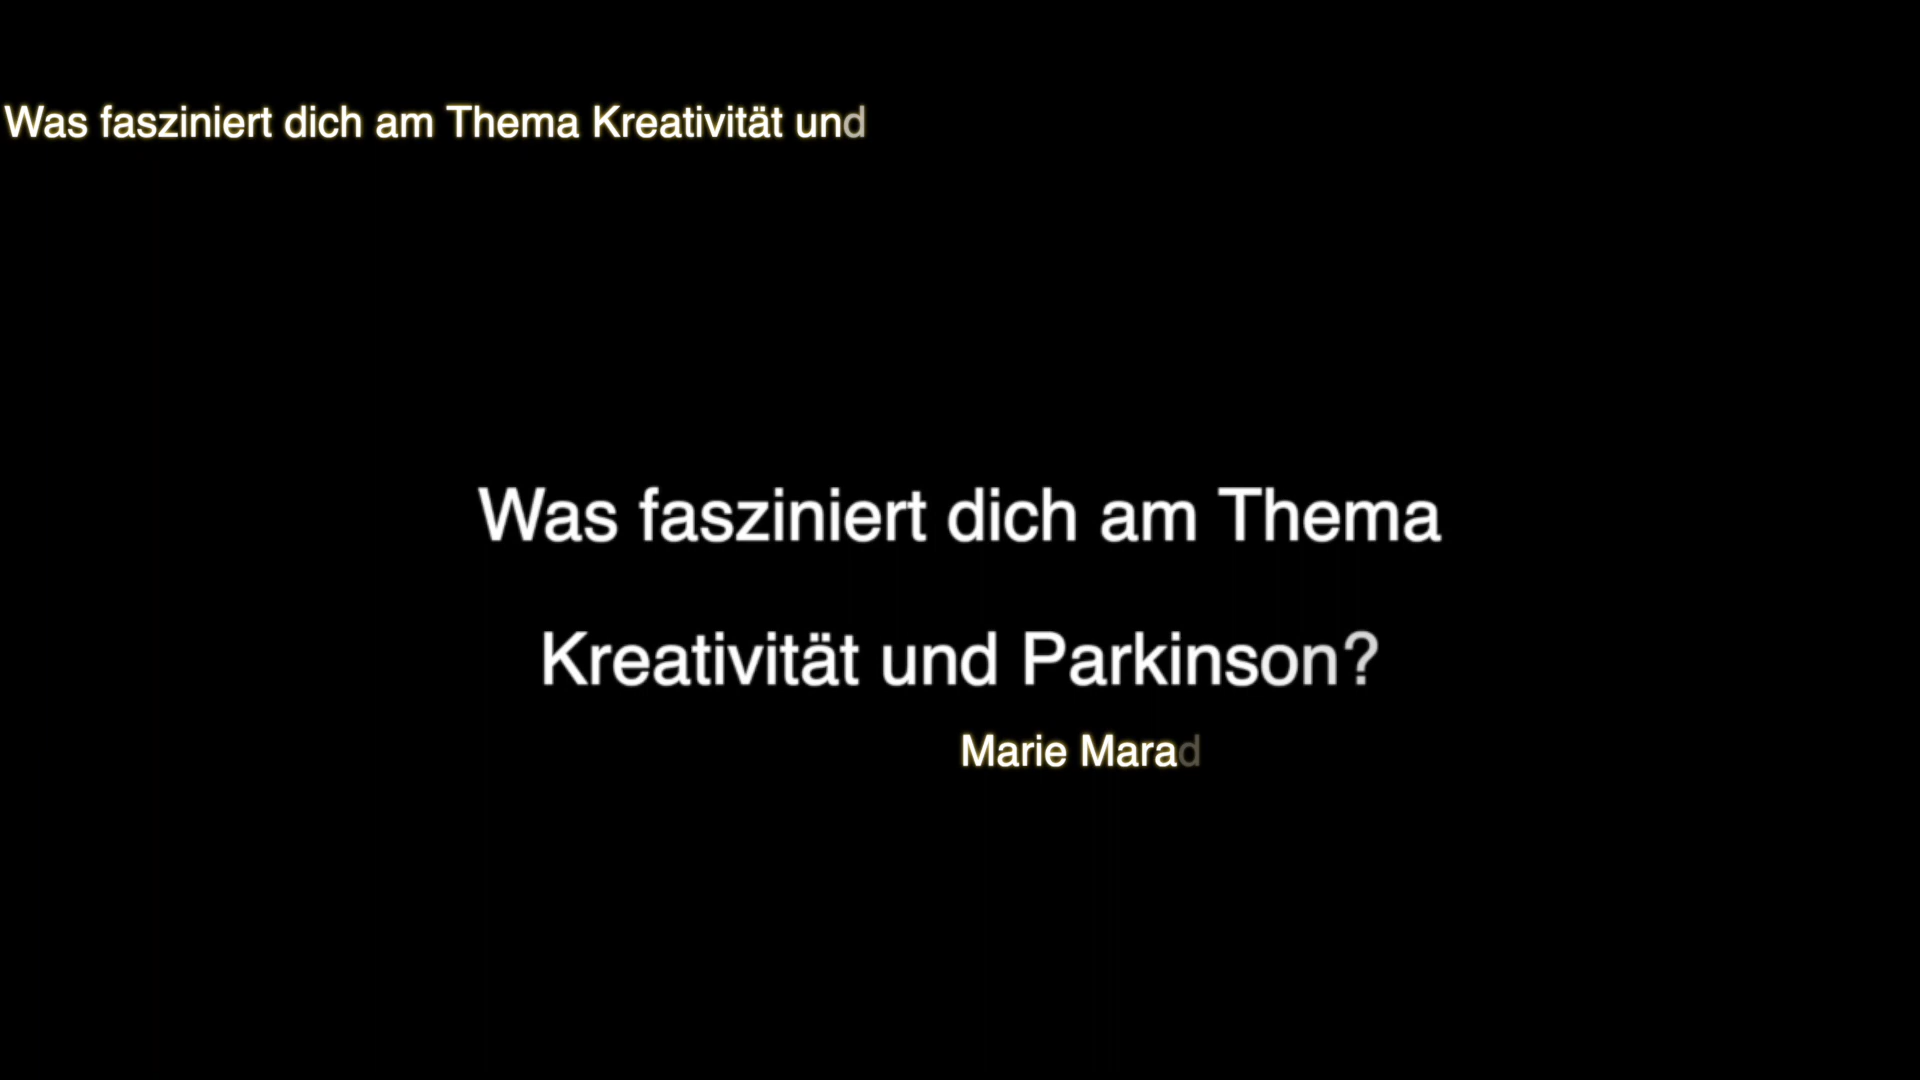 Was fasziniert dich am Thema Kreativität und
Was fasziniert dich am Thema
Kreativität und Parkinson?
Marie Marad